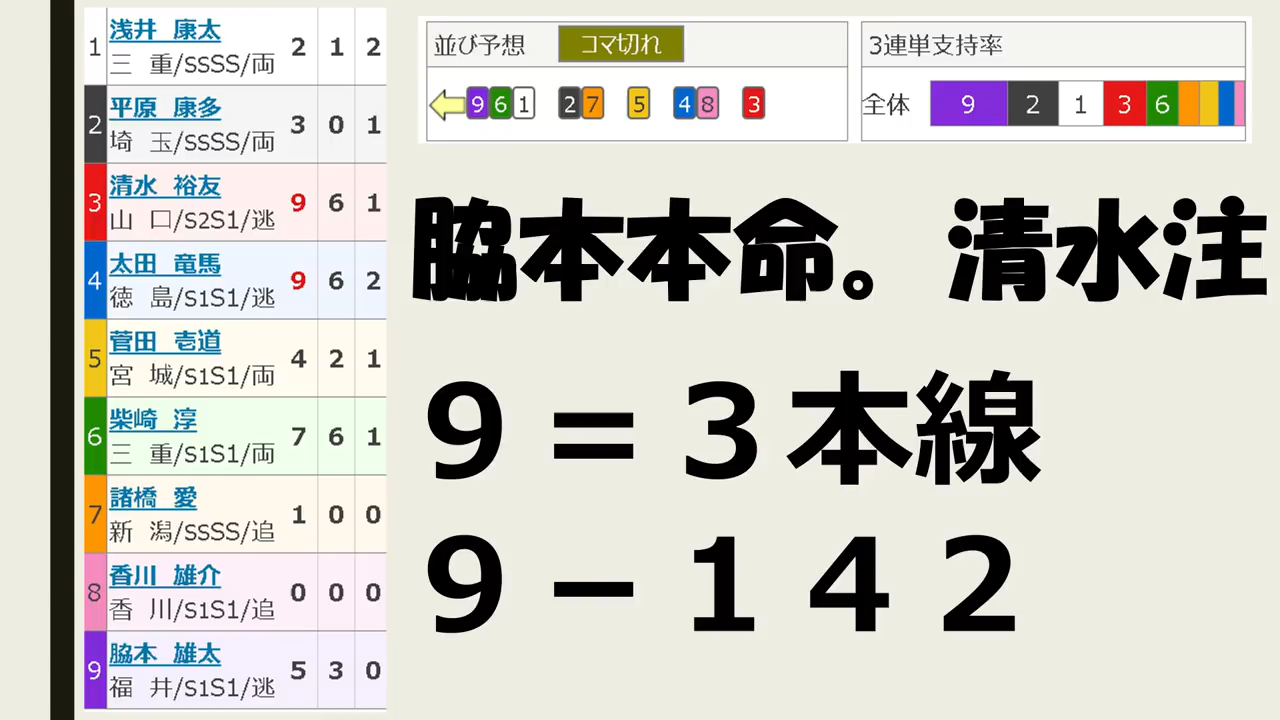 1 浅井 康太 2 1 2
三 重/SSSS/両
2 平原 康多 3 0 1
埼 玉/SSSS/両
3 清水 裕友 9 6 1
山 口/S2S1/逃
4 太田 竜馬 9 6 2
徳 島/S1S1/逃
5 菅田 壱道 4 2 1
宮 城/S1S1/両
6 柴崎 淳 7 6 1
三 重/S1S1/両
7 諸橋 愛 1 0 0
新 潟/SSSS/追
8 香川 雄介 0 0 0
香 川/S1S1/追
9 脇本 雄太 5 3 0
福 井/S1S1/逃
並び予想 コマ切れ
9 6 1 2 7 5 4 8 3
3連単支持率
全体 9 2 1 3 6
脇本本命。清水注
９＝３本線
９－１４２